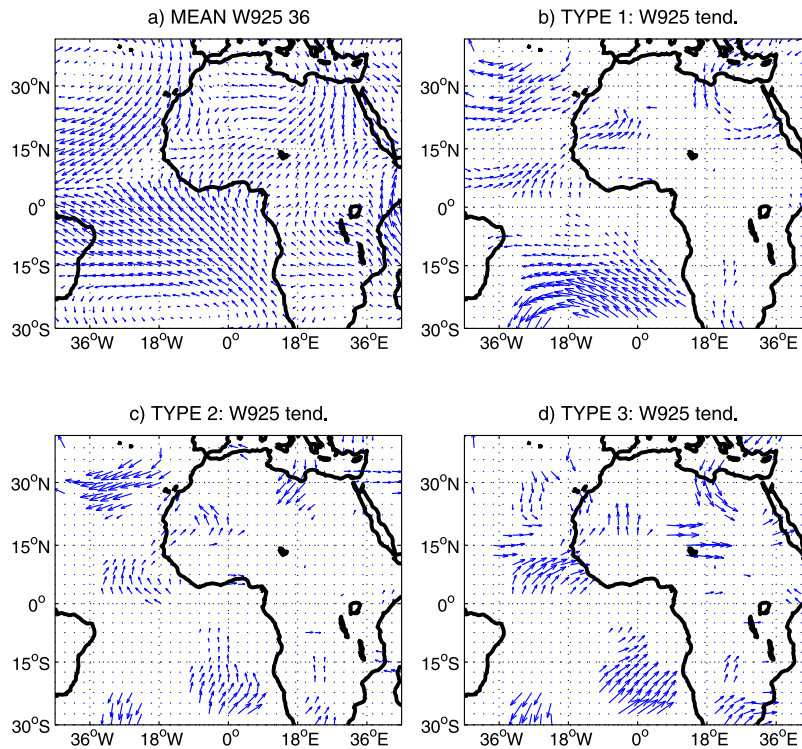 a) MEAN W925 36
b) TYPE 1: W925 tend.
30°N
15°N
0°
15°S
30°S
36°W
18°W
0°
18°E
36°E
30°N
15°N
0°
15°S
30°S
36°W
18°W
0°
18°E
36°E
c) TYPE 2: W925 tend.
d) TYPE 3: W925 tend.
30°N
15°N
0°
15°S
30°S
36°W
18°W
0°
18°E
36°E
30°N
15°N
0°
15°S
30°S
36°W
18°W
0°
18°E
36°E